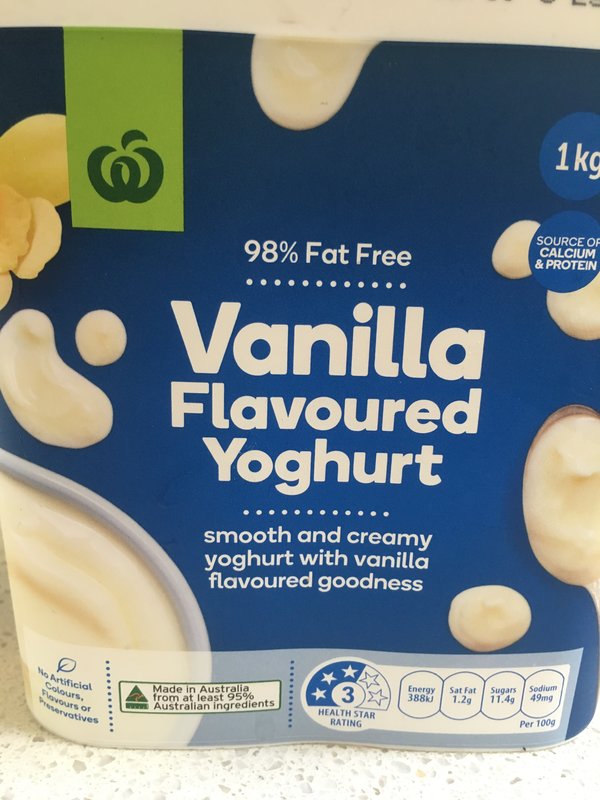 1kg
SOURCE OF
CALCIUM
& PROTEIN
98% Fat Free
Vanilla
Flavoured
Yoghurt
smooth and creamy
yoghurt with vanilla
flavoured goodness
No Artificial
Colours,
Flavours or
Preservatives
Made in Australia
from at least 95%
Australian ingredients
3
HEALTH STAR
RATING
Energy
388kJ
Sat Fat
1.2g
Sugars
11.4g
Sodium
49mg
Per 100g